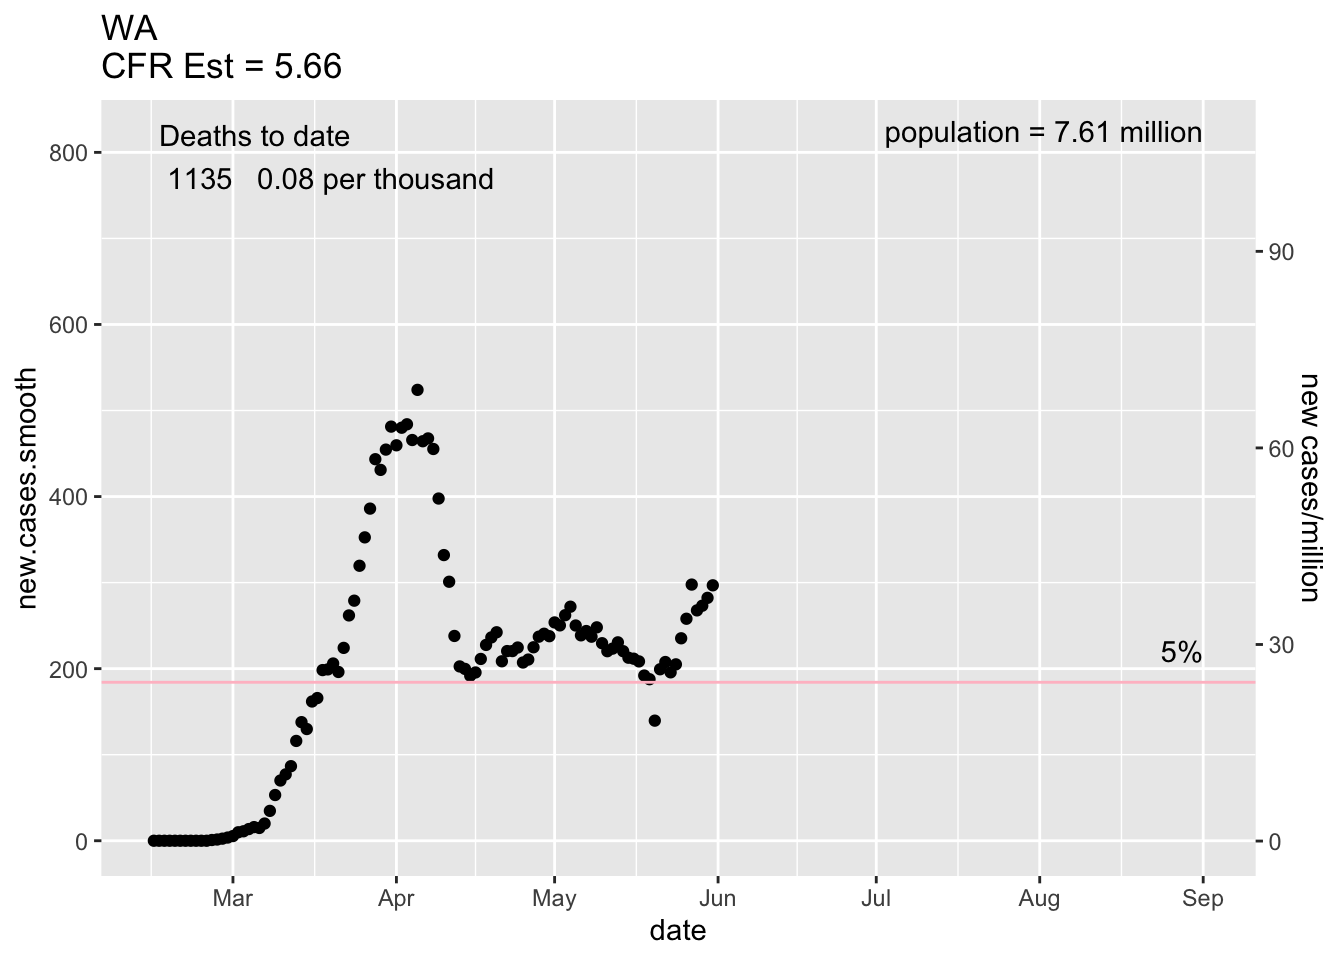 WA
CFR Est = 5.66
Deaths to date
1135 0.08 per thousand
population = 7.61 million
800
600
400
200
0
new.cases.smooth
90
60
30
0
new cases/million
5%
Mar Apr May Jun Jul Aug Sep
date